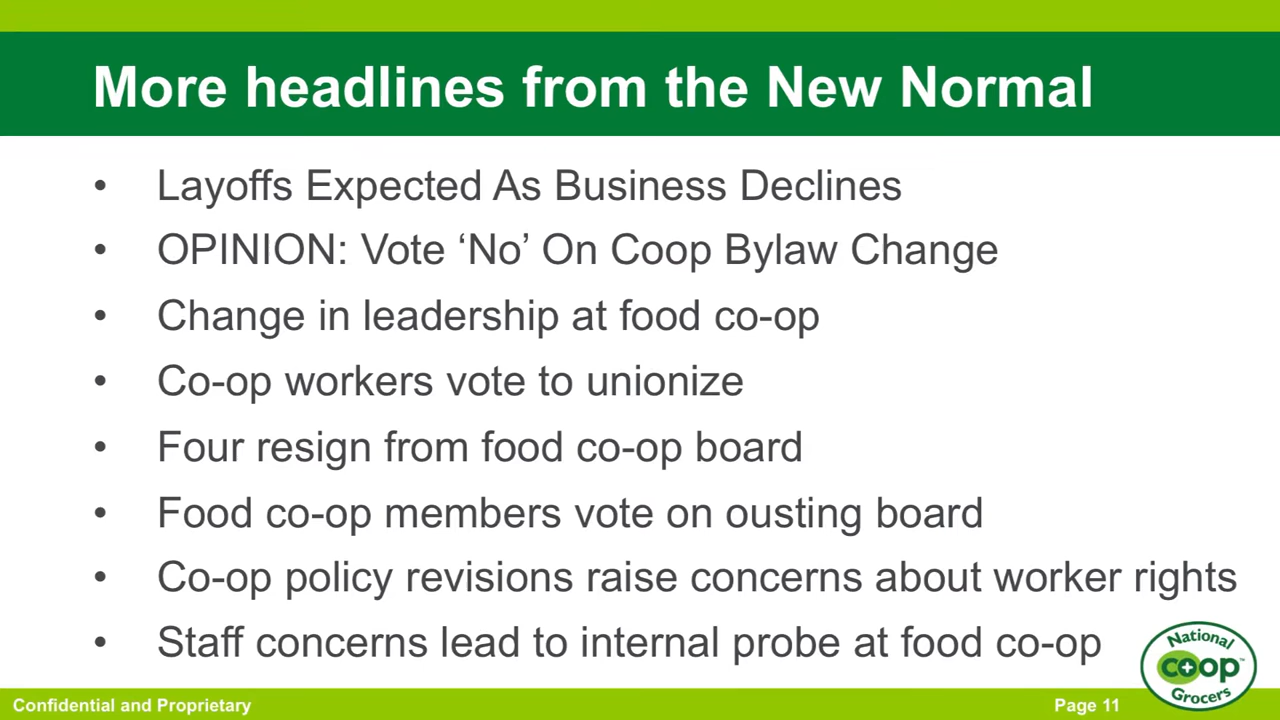 More headlines from the New Normal
• Layoffs Expected As Business Declines
• OPINION: Vote ‘No’ On Coop Bylaw Change
• Change in leadership at food co-op
• Co-op workers vote to unionize
• Four resign from food co-op board
• Food co-op members vote on ousting board
• Co-op policy revisions raise concerns about worker rights
• Staff concerns lead to internal probe at food co-op
National
co+op™
Grocers
Confidential and Proprietary
Page 11